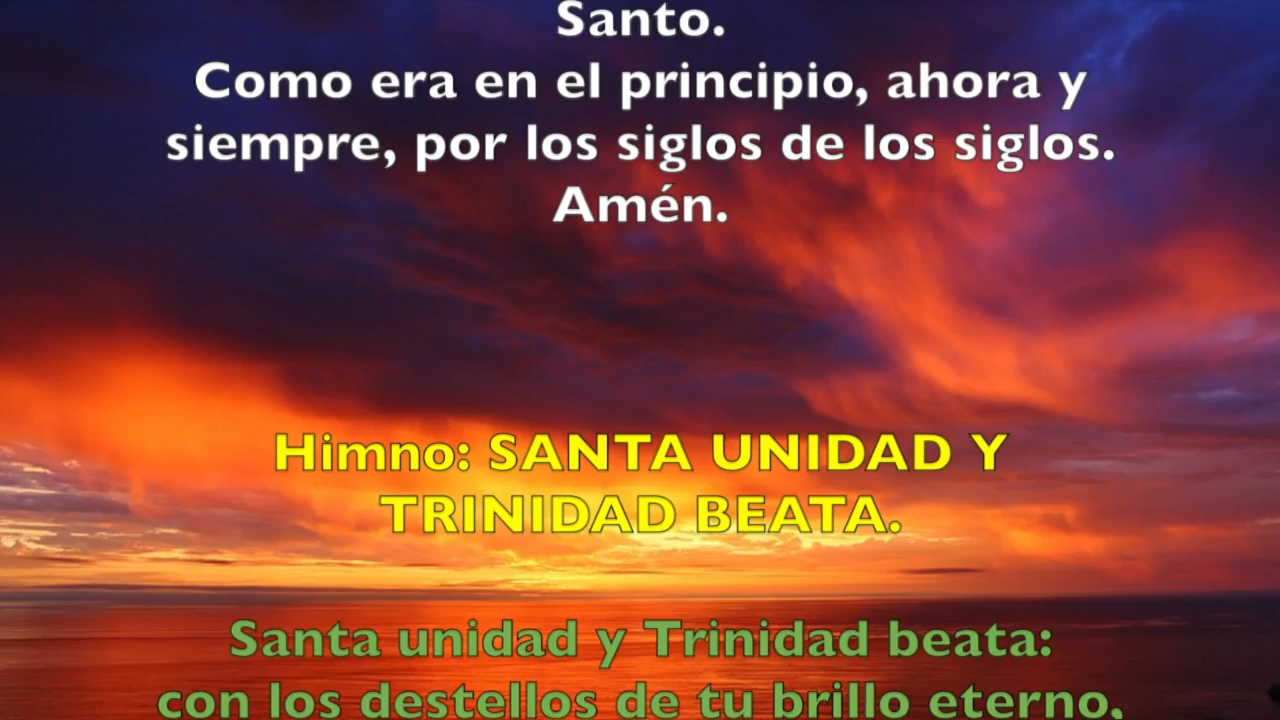 Santo.
Como era en el principio, ahora y
siempre, por los siglos de los siglos.
Amén.
Himno: SANTA UNIDAD Y
TRINIDAD BEATA.
Santa unidad y Trinidad beata:
con los destellos de tu brillo eterno,